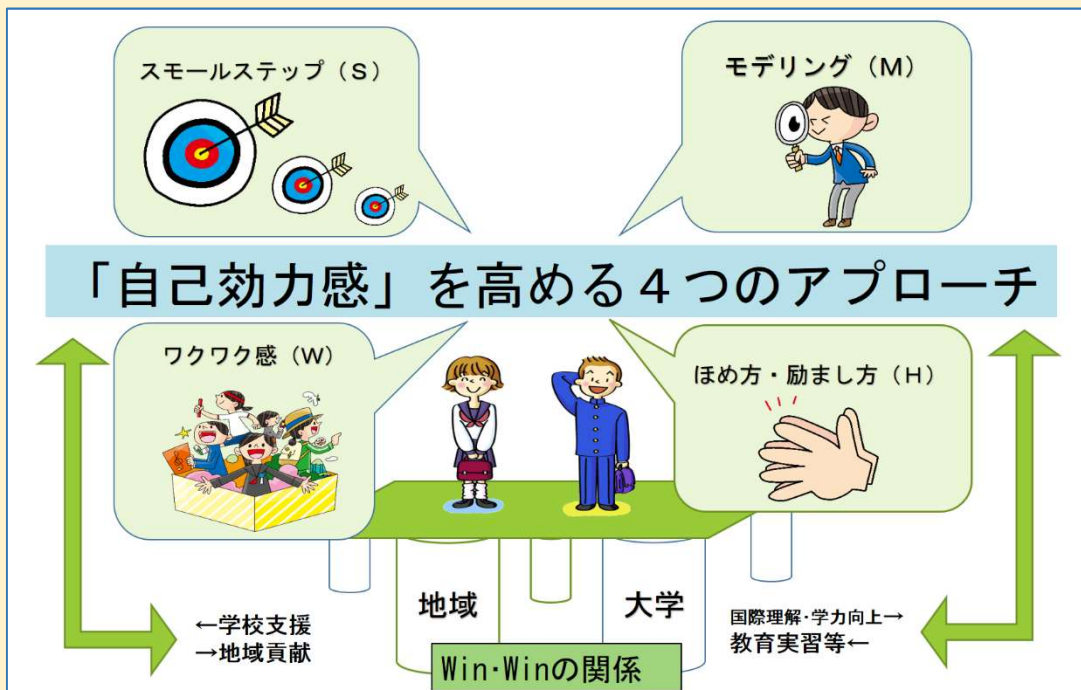 スモールステップ（S）
モデリング（M）
「自己効力感」を高める４つのアプローチ
ワクワク感（W）
ほめ方・励まし方（H）
地域
大学
←学校支援
→地域貢献
国際理解・学力向上→
教育実習等←
Win・Winの関係